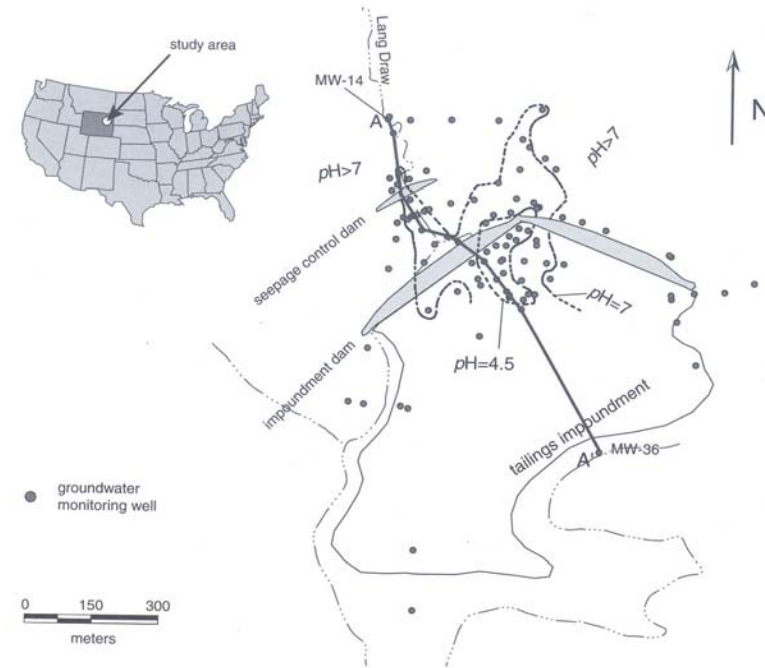 study area
Lang Draw
MW-14
A
N
pH>7
pH>7
seepage control dam
pH=7
pH=4.5
impoundment dam
tailings impoundment
A'
MW-36
groundwater
monitoring well
0 150 300
meters